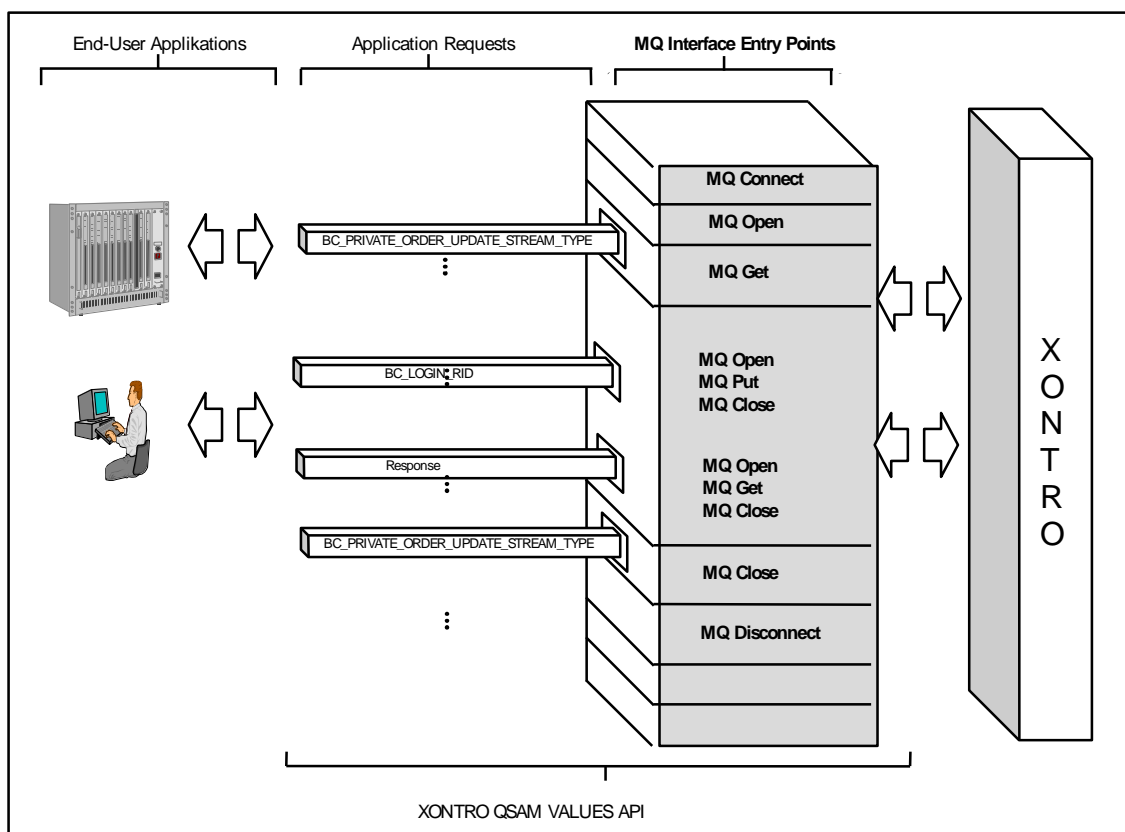 End-User Applikations
Application Requests
MQ Interface Entry Points
MQ Connect
BC_PRIVATE_ORDER_UPDATE_STREAM_TYPE
MQ Open
MQ Get
BC_LOGIN_RID
MQ Open
MQ Put
MQ Close
Response
MQ Open
MQ Get
MQ Close
BC_PRIVATE_ORDER_UPDATE_STREAM_TYPE
MQ Close
MQ Disconnect
XONTRO
XONTRO QSAM VALUES API